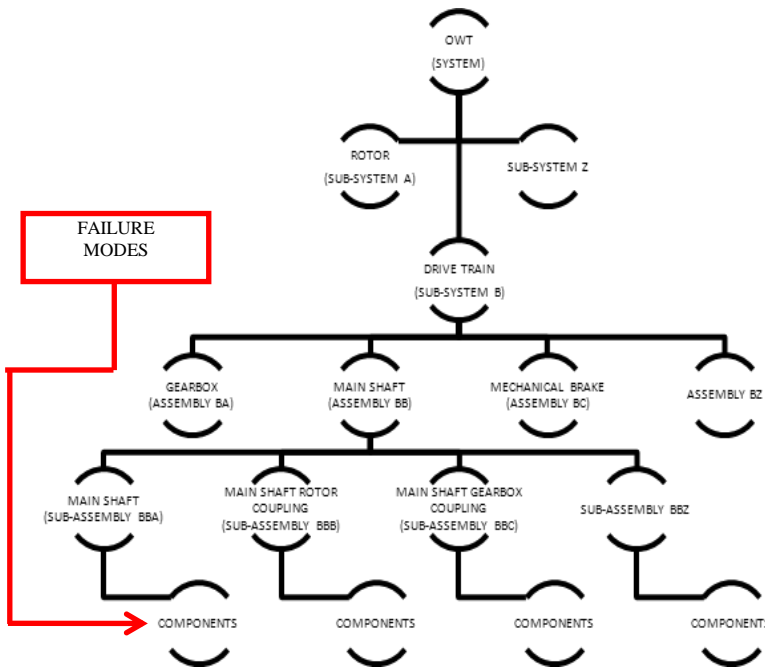 OWT
(SYSTEM)
ROTOR
(SUB-SYSTEM A)
SUB-SYSTEM Z
FAILURE
MODES
DRIVE TRAIN
(SUB-SYSTEM B)
GEARBOX
(ASSEMBLY BA)
MAIN SHAFT
(ASSEMBLY BB)
MECHANICAL BRAKE
(ASSEMBLY BC)
ASSEMBLY BZ
MAIN SHAFT
(SUB-ASSEMBLY BBA)
MAIN SHAFT ROTOR
COUPLING
(SUB-ASSEMBLY BBB)
MAIN SHAFT GEARBOX
COUPLING
(SUB-ASSEMBLY BBC)
SUB-ASSEMBLY BBZ
COMPONENTS
COMPONENTS
COMPONENTS
COMPONENTS